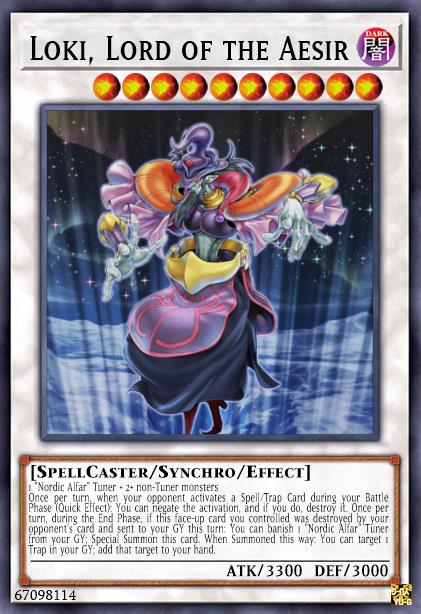 Loki, Lord of the Aesir
DARK
闇
[Spellcaster/Synchro/Effect]
1 "Nordic Alfar" Tuner + 2+ non-Tuner monsters
Once per turn, when your opponent activates a Spell/Trap Card during your Battle
Phase (Quick Effect): You can negate the activation, and if you do, destroy it. Once per
turn, during the End Phase, if this face-up card you controlled was destroyed by your
opponent's card and sent to your GY this turn: You can banish 1 "Nordic Alfar" Tuner
from your GY; Special Summon this card. When Summoned this way: You can target 1
Trap in your GY; add that target to your hand.
ATK/3300 DEF/3000
67098114